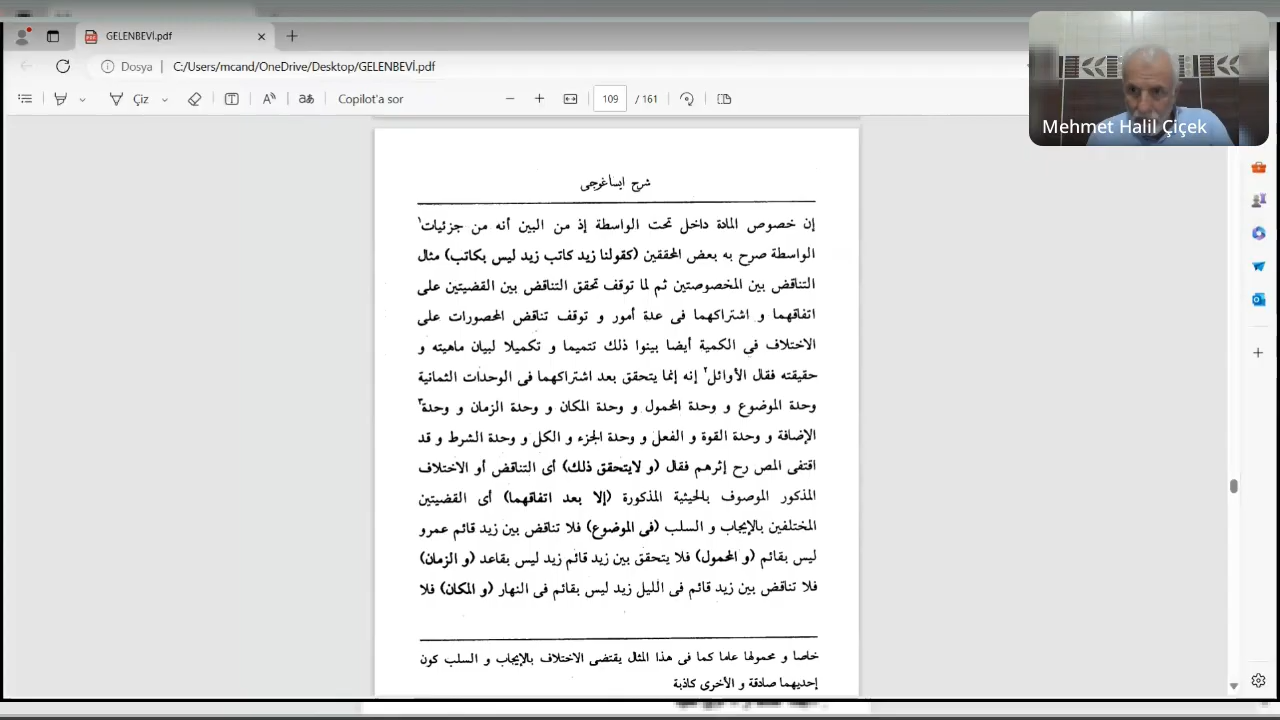 GELENBEVİ.pdf
Dosya C:/Users/mcand/OneDrive/Desktop/GELENBEVİ.pdf
Çiz Copilot'a sor 109 / 161
Mehmet Halil Çiçek
شرح ايساغوجى
إن خصوص المادة داخل تحت الواسطة إذ من البين أنه من جزئيات١
الواسطة صرح به بعض المحققين (كقولنا زيد كاتب زيد ليس بكاتب) مثال
التناقض بين المخصوصتين ثم لما توقف تحقق التناقض بين القضيتين على
اتفاقهما و اشتراكهما فى عدة أمور و توقف تناقض المحصورات على
الاختلاف في الكمية أيضا بينوا ذلك تتميما و تكميلا لبيان ماهيته و
حقيقته فقال الأوائل٢ إنه إنما يتحقق بعد اشتراكهما فى الوحدات الثمانية
وحدة الموضوع و وحدة المحمول و وحدة المكان و وحدة الزمان و وحدة٣
الإضافة و وحدة القوة و الفعل و وحدة الجزء و الكل و وحدة الشرط و قد
اقتفى المص رح إثرهم فقال (و لايتحقق ذلك) أى التناقض أو الاختلاف
المذكور الموصوف بالحيثية المذكورة (إلا بعد اتفاقهما) أى القضيتين
المختلفين بالإيجاب و السلب (فى الموضوع) فلا تناقض بين زيد قائم عمرو
ليس بقائم (و المحمول) فلا يتحقق بين زيد قائم زيد ليس بقاعد (و الزمان)
فلا تناقض بين زيد قائم فى الليل زيد ليس بقائم فى النهار (و المكان) فلا
خاصا و محمولها عاما كما فى هذا المثال يقتضى الاختلاف بالإيجاب و السلب كون
إحديهما صادقة و الأخرى كاذبة